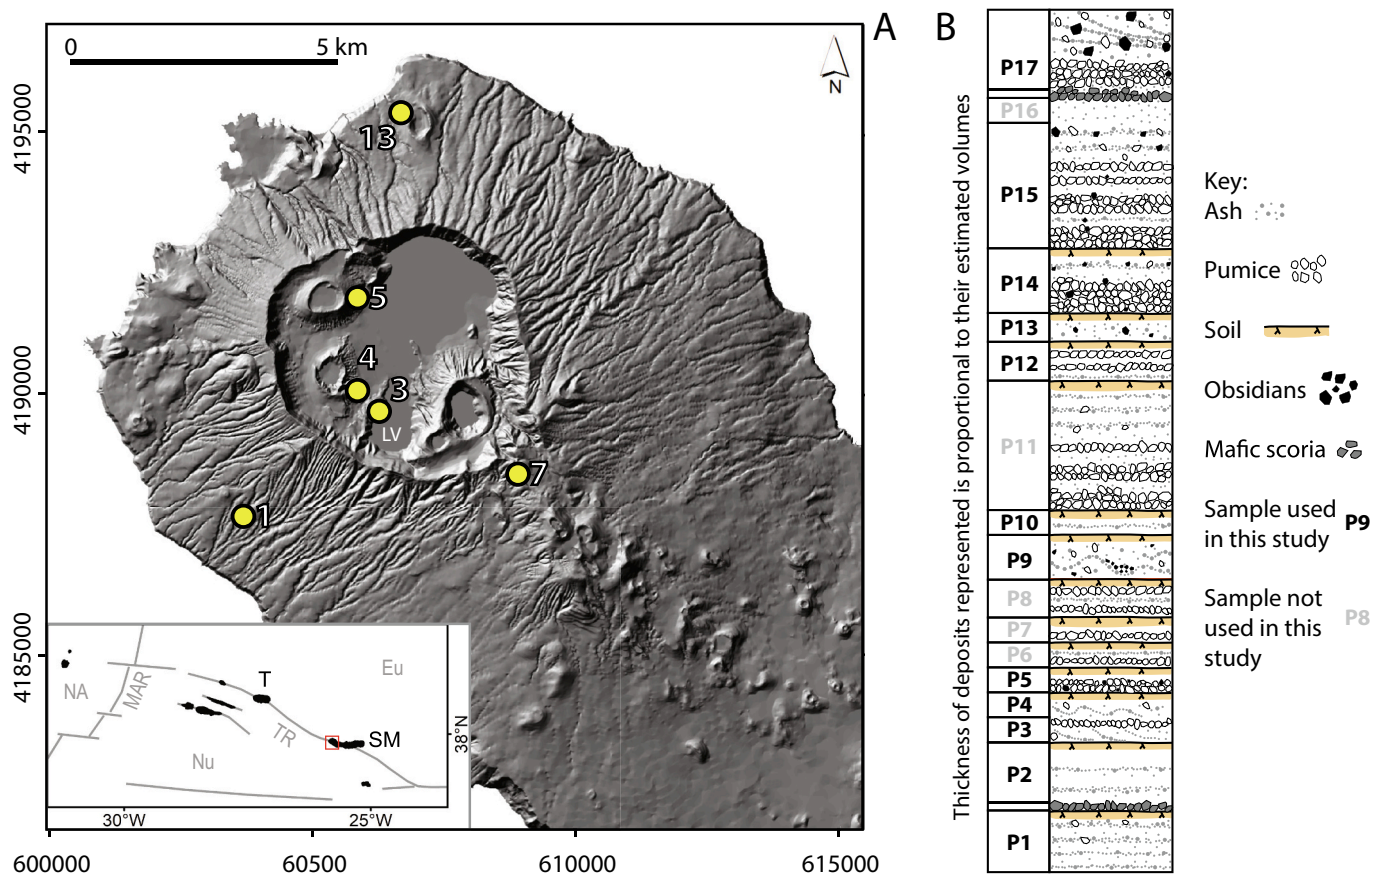 A
0 5 km
N
4195000
4190000
4185000
13
5
4
3
LV
7
1
NA
MAR
T
Eu
TR
SM
Nu
38°N
30°W
25°W
600000
60500
610000
615000
B
Thickness of deposits represented is proportional to their estimated volumes
P17
P16
P15
P14
P13
P12
P11
P10
P9
P8
P7
P6
P5
P4
P3
P2
P1
Key:
Ash
Pumice
Soil
Obsidians
Mafic scoria
Sample used P9
in this study
Sample not
used in this P8
study